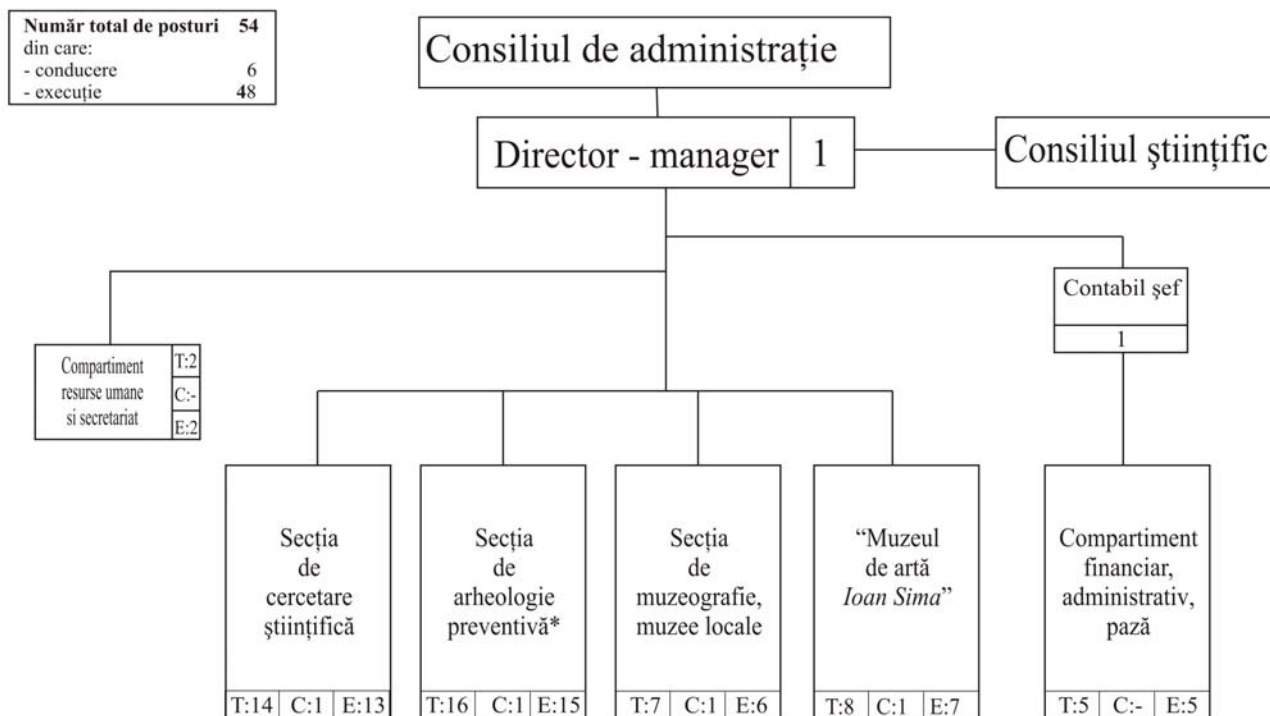 Număr total de posturi 54
din care:
- conducere 6
- execuție 48
Consiliul de administrație
Director - manager 1
Consiliul ştiințific
Contabil şef
1
Compartiment
resurse umane
si secretariat
T:2
C:-
E:2
Secția
de
cercetare
ştiințifică
T:14 C:1 E:13
Secția
de
arheologie
preventivă*
T:16 C:1 E:15
Secția
de
muzeografie,
muzee locale
T:7 C:1 E:6
“Muzeul
de artă
Ioan Sima”
T:8 C:1 E:7
Compartiment
financiar,
administrativ,
pază
T:5 C:- E:5